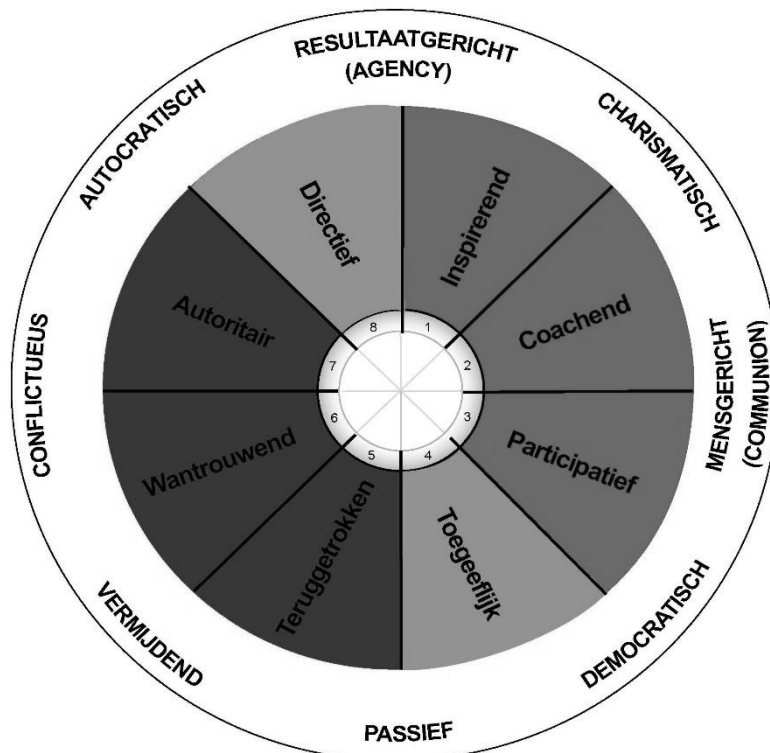 RESULTAATGERICHT
(AGENCY)
AUTOCRATISCH
CHARISMATISCH
Directief
Inspirerend
Autoritair
Coachend
8
1
7
2
CONFLICTUEUS
MENSGERICHT
(COMMUNION)
6
3
5
4
Wantrouwend
Participatief
Teruggetrokken
Toegeeflijk
VERMIJDEND
DEMOCRATISCH
PASSIEF